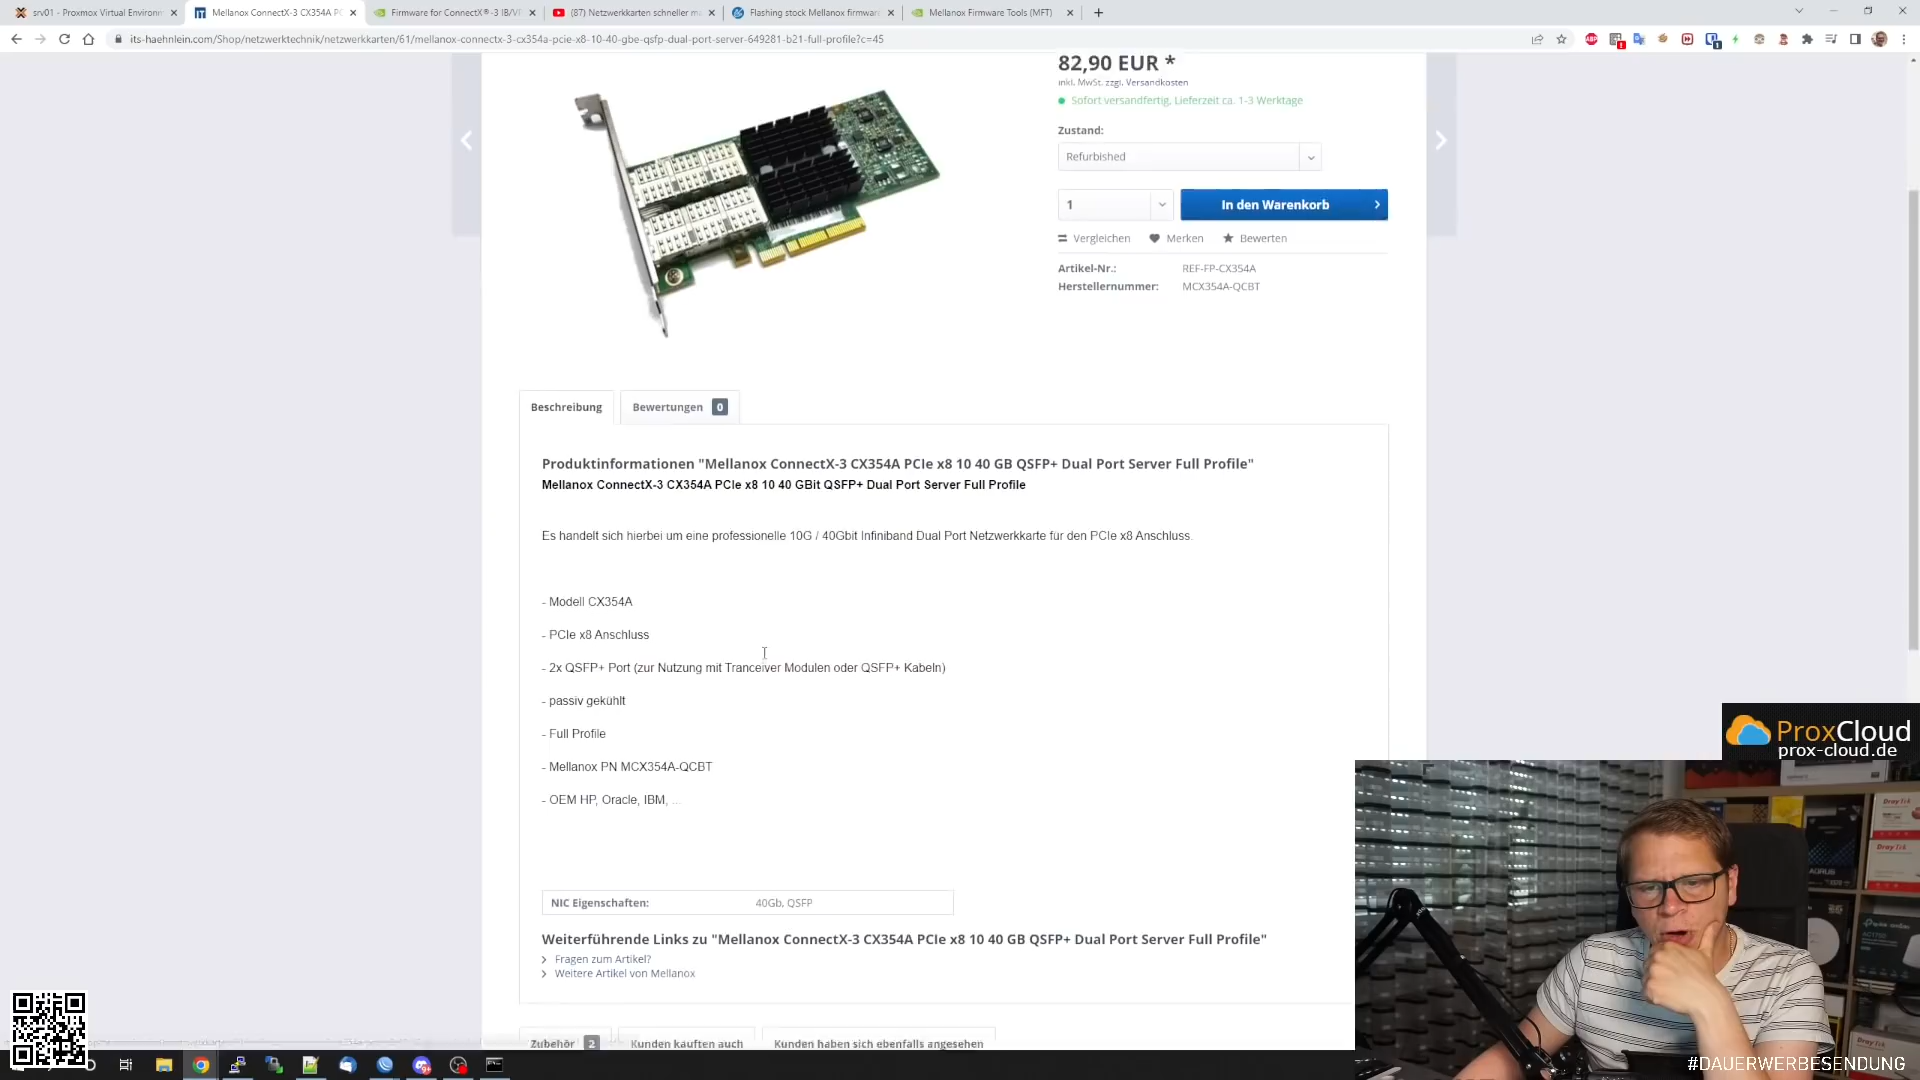 srv01 - Proxmox Virtual Environm
Mellanox ConnectX-3 CX354A PC
Firmware for ConnectX®-3 IB/VP
(87) Netzwerkkarten schneller ma
Flashing stock Mellanox firmware
Mellanox Firmware Tools (MFT)
its-haehnlein.com/Shop/netzwerktechnik/netzwerkkarten/61/mellanox-connectx-3-cx354a-pcie-x8-10-40-gbe-qsfp-dual-port-server-649281-b21-full-profile?c=45
82,90 EUR *
inkl. MwSt. zzgl. Versandkosten
Sofort versandfertig, Lieferzeit ca. 1-3 Werktage
Zustand:
Refurbished
1
In den Warenkorb
Vergleichen Merken Bewerten
Artikel-Nr.: REF-FP-CX354A
Herstellernummer: MCX354A-QCBT
Beschreibung Bewertungen 0
Produktinformationen "Mellanox ConnectX-3 CX354A PCIe x8 10 40 GB QSFP+ Dual Port Server Full Profile"
Mellanox ConnectX-3 CX354A PCIe x8 10 40 GBit QSFP+ Dual Port Server Full Profile
Es handelt sich hierbei um eine professionelle 10G / 40Gbit Infiniband Dual Port Netzwerkkarte für den PCIe x8 Anschluss.
- Modell CX354A
- PCIe x8 Anschluss
- 2x QSFP+ Port (zur Nutzung mit Tranceiver Modulen oder QSFP+ Kabeln)
- passiv gekühlt
- Full Profile
- Mellanox PN MCX354A-QCBT
- OEM HP, Oracle, IBM, ...
NIC Eigenschaften: 40Gb, QSFP
Weiterführende Links zu "Mellanox ConnectX-3 CX354A PCIe x8 10 40 GB QSFP+ Dual Port Server Full Profile"
Fragen zum Artikel?
Weitere Artikel von Mellanox
Zubehör 2 Kunden kauften auch Kunden haben sich ebenfalls angesehen
ProxCloud
prox-cloud.de
DrayTek
DrayTek
#DAUERWERBESENDUNG